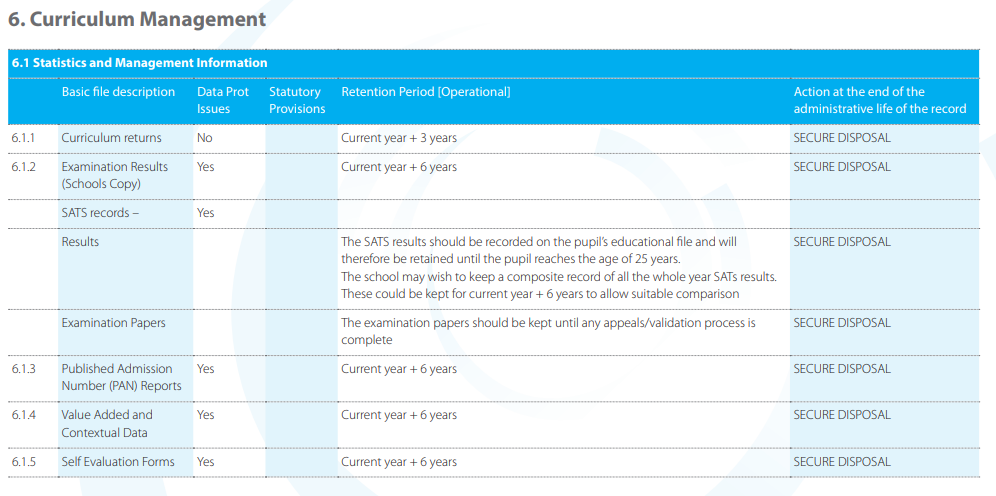 6. Curriculum Management
6.1 Statistics and Management Information
Basic file description Data Prot Statutory Retention Period [Operational] Action at the end of the
Issues Provisions administrative life of the record
6.1.1 Curriculum returns No Current year + 3 years SECURE DISPOSAL
6.1.2 Examination Results Yes Current year + 6 years SECURE DISPOSAL
(Schools Copy)
SATS records – Yes
Results The SATS results should be recorded on the pupil’s educational file and will SECURE DISPOSAL
therefore be retained until the pupil reaches the age of 25 years.
The school may wish to keep a composite record of all the whole year SATs results.
These could be kept for current year + 6 years to allow suitable comparison
Examination Papers The examination papers should be kept until any appeals/validation process is SECURE DISPOSAL
complete
6.1.3 Published Admission Yes Current year + 6 years SECURE DISPOSAL
Number (PAN) Reports
6.1.4 Value Added and Yes Current year + 6 years SECURE DISPOSAL
Contextual Data
6.1.5 Self Evaluation Forms Yes Current year + 6 years SECURE DISPOSAL